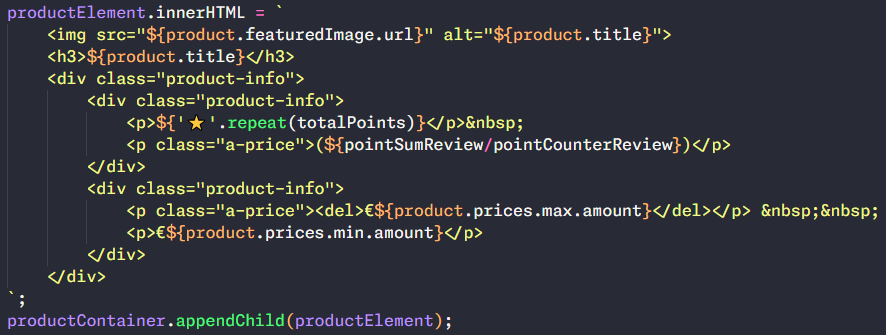 productElement.innerHTML = `
    <img src="${product.featuredImage.url}" alt="${product.title}">
    <h3>${product.title}</h3>
    <div class="product-info">
        <div class="product-info">
            <p>${'⭐'.repeat(totalPoints)}</p>&nbsp;
            <p class="a-price">(${pointSumReview/pointCounterReview})</p>
        </div>
        <div class="product-info">
            <p class="a-price"><del>€${product.prices.max.amount}</del></p> &nbsp;&nbsp;
            <p>€${product.prices.min.amount}</p>
        </div>
    </div>
`;
productContainer.appendChild(productElement);